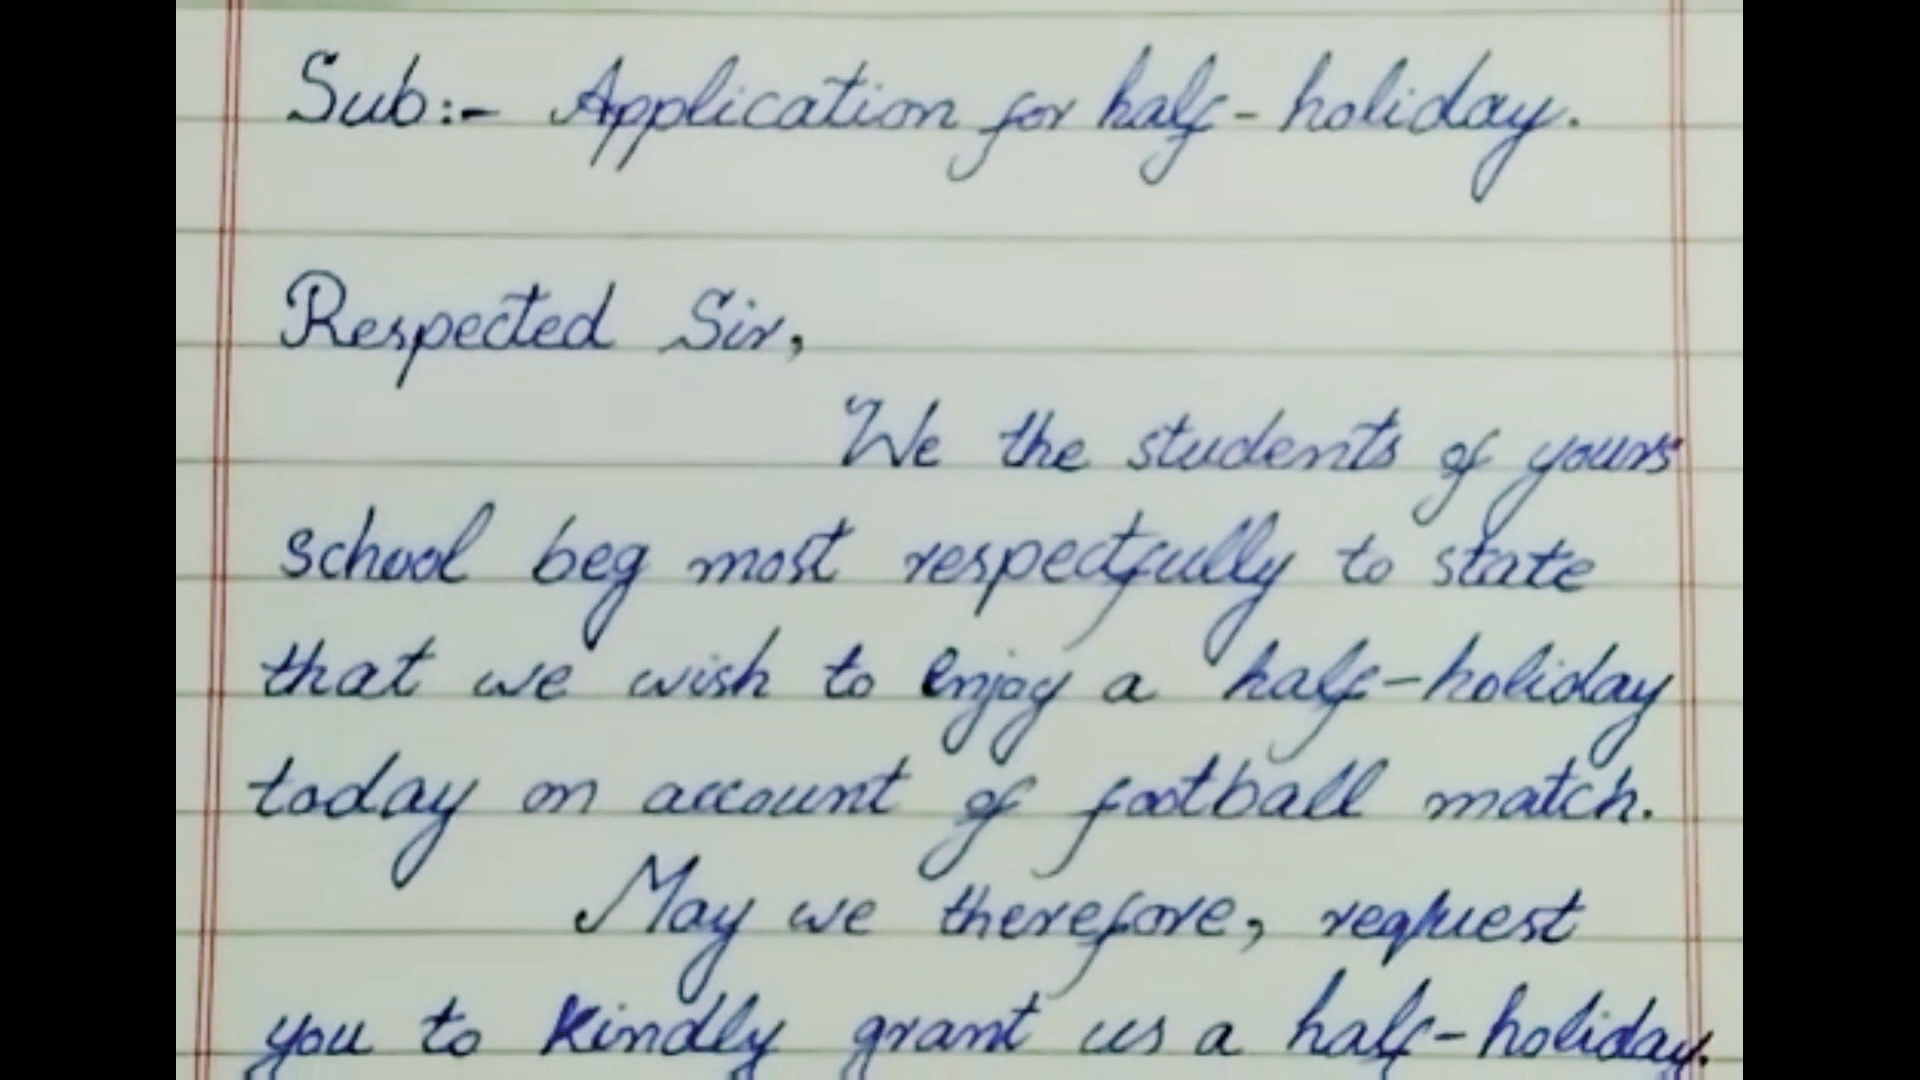 Sub:- Application for half-holiday.
Respected Sir,
We the students of yours
school beg most respectfully to state
that we wish to enjoy a half-holiday
today on account of football match.
May we therefore, request
you to kindly grant us a half-holiday.